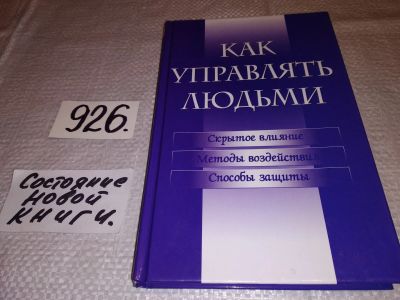 926.
Состояние
Новой
КНИГИ.
КАК
УПРАВЛЯТЬ
ЛЮДЬМИ
Скрытое влияние
Методы воздействия
Способы защиты